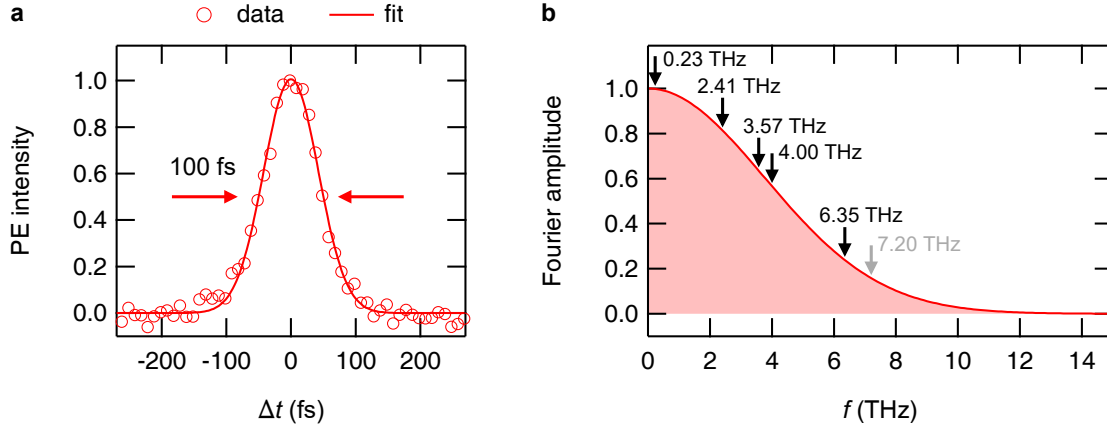 a
data
fit
PE intensity
1.0
0.8
0.6
0.4
0.2
0.0
100 fs
-200
-100
0
100
200
Δt (fs)
b
Fourier amplitude
1.0
0.8
0.6
0.4
0.2
0.0
0.23 THz
2.41 THz
3.57 THz
4.00 THz
6.35 THz
7.20 THz
0
2
4
6
8
10
12
14
f (THz)